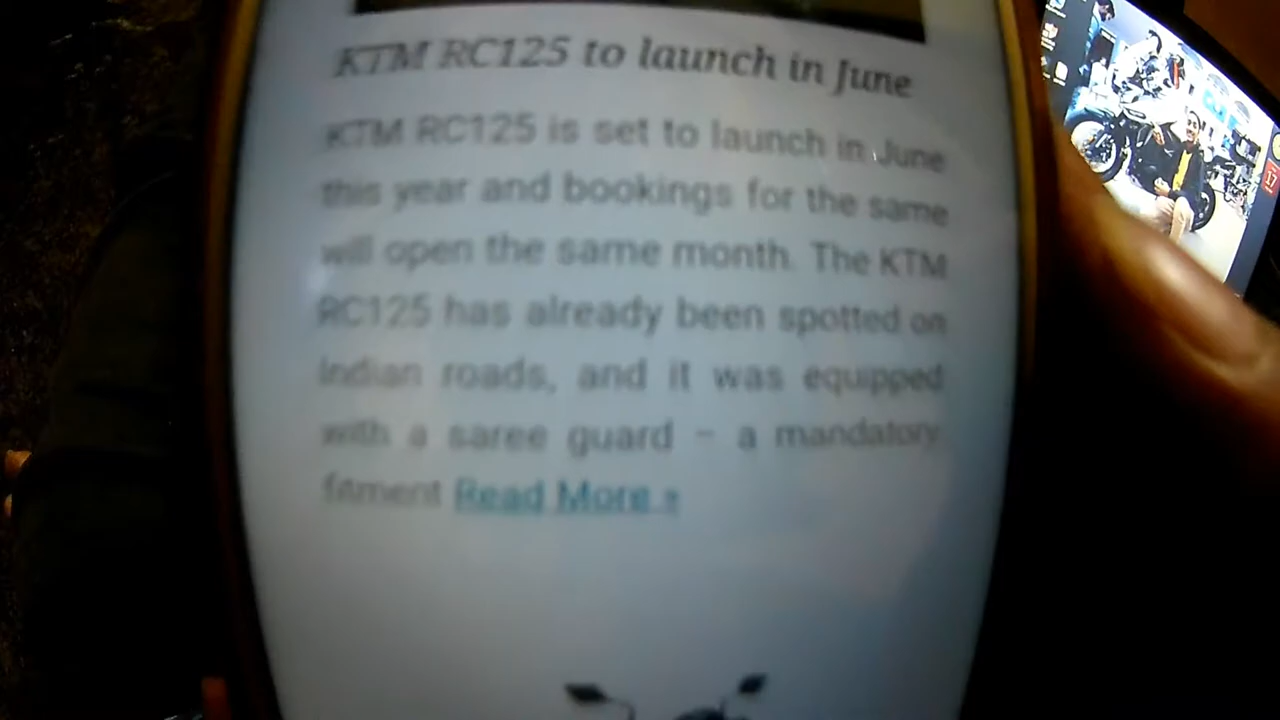 KTM RC125 to launch in June
KTM RC125 is set to launch in June
this year and bookings for the same
will open the same month. The KTM
RC125 has already been spotted on
Indian roads, and it was equipped
with a saree guard – a mandatory
fitment Read More »
17